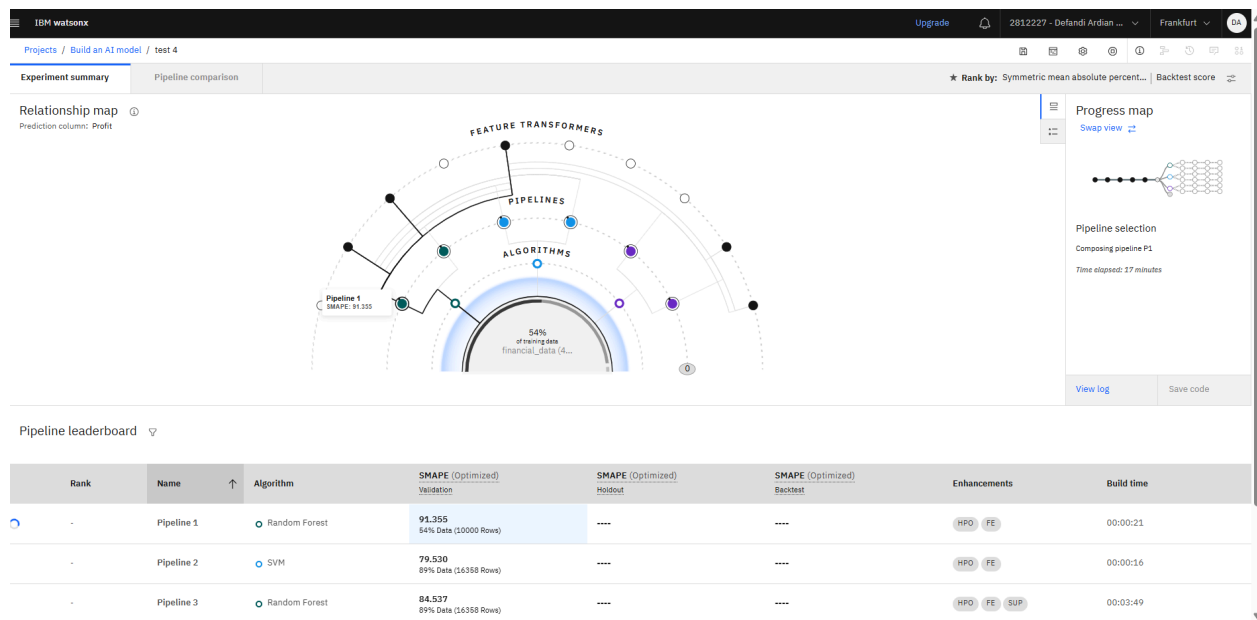 IBM watsonx
Upgrade
2812227 - Defandi Ardian ...
Frankfurt
DA
Projects / Build an AI model / test 4
Experiment summary
Pipeline comparison
★ Rank by: Symmetric mean absolute percent... | Backtest score
Relationship map
Prediction column: Profit
FEATURE TRANSFORMERS
PIPELINES
ALGORITHMS
Pipeline 1
SMAPE: 91.355
54%
of training data
financial_data (4...
0
Progress map
Swap view
Pipeline selection
Composing pipeline P1
Time elapsed: 17 minutes
View log
Save code
Pipeline leaderboard
Rank
Name
Algorithm
SMAPE (Optimized)
Validation
SMAPE (Optimized)
Holdout
SMAPE (Optimized)
Backtest
Enhancements
Build time
- Pipeline 1 Random Forest
91.355
54% Data (10000 Rows)
---- ---- HPO FE 00:00:21
- Pipeline 2 SVM
79.530
89% Data (16358 Rows)
---- ---- HPO FE 00:00:16
- Pipeline 3 Random Forest
84.537
89% Data (16358 Rows)
---- ---- HPO FE SUP 00:03:49